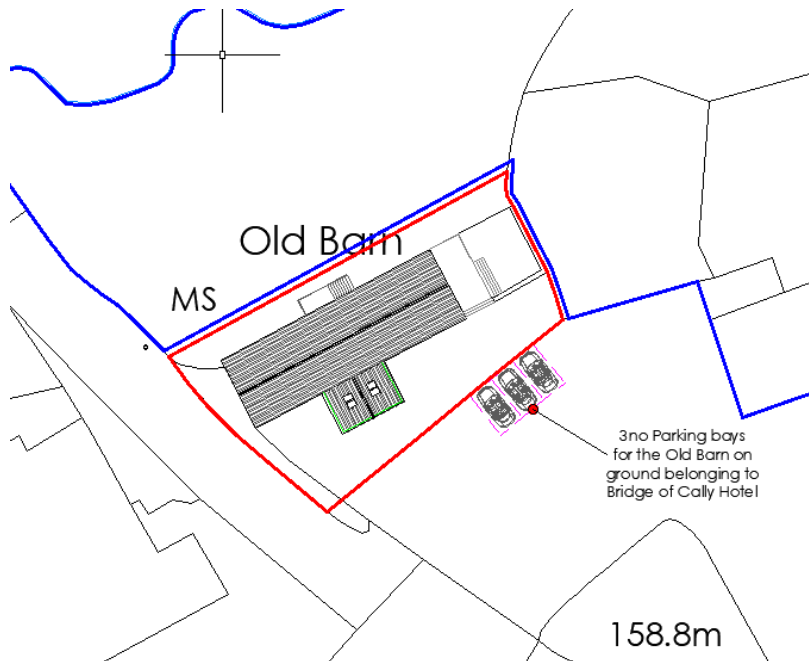 Old Barn
MS
3no Parking bays
for the Old Barn on
ground belonging to
Bridge of Cally Hotel
158.8m